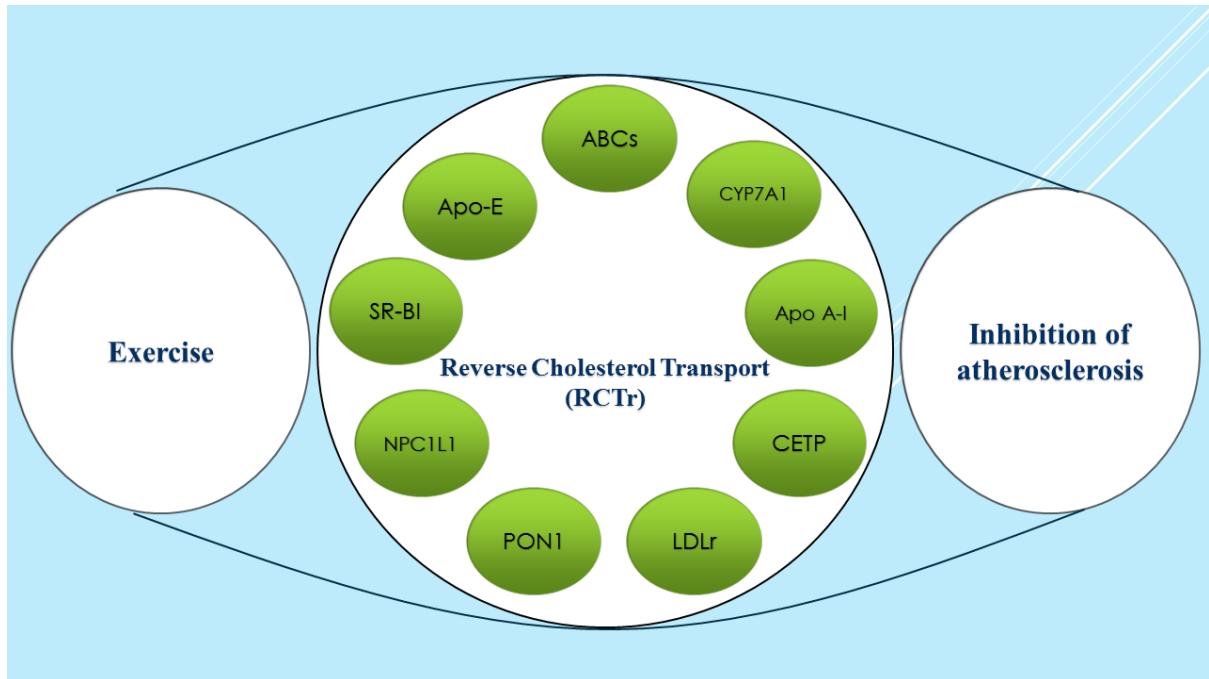 ABCs
CYP7A1
Apo-E
SR-BI
Apo A-I
Exercise
Reverse Cholesterol Transport
(RCTr)
Inhibition of
atherosclerosis
NPC1L1
CETP
PON1
LDLr